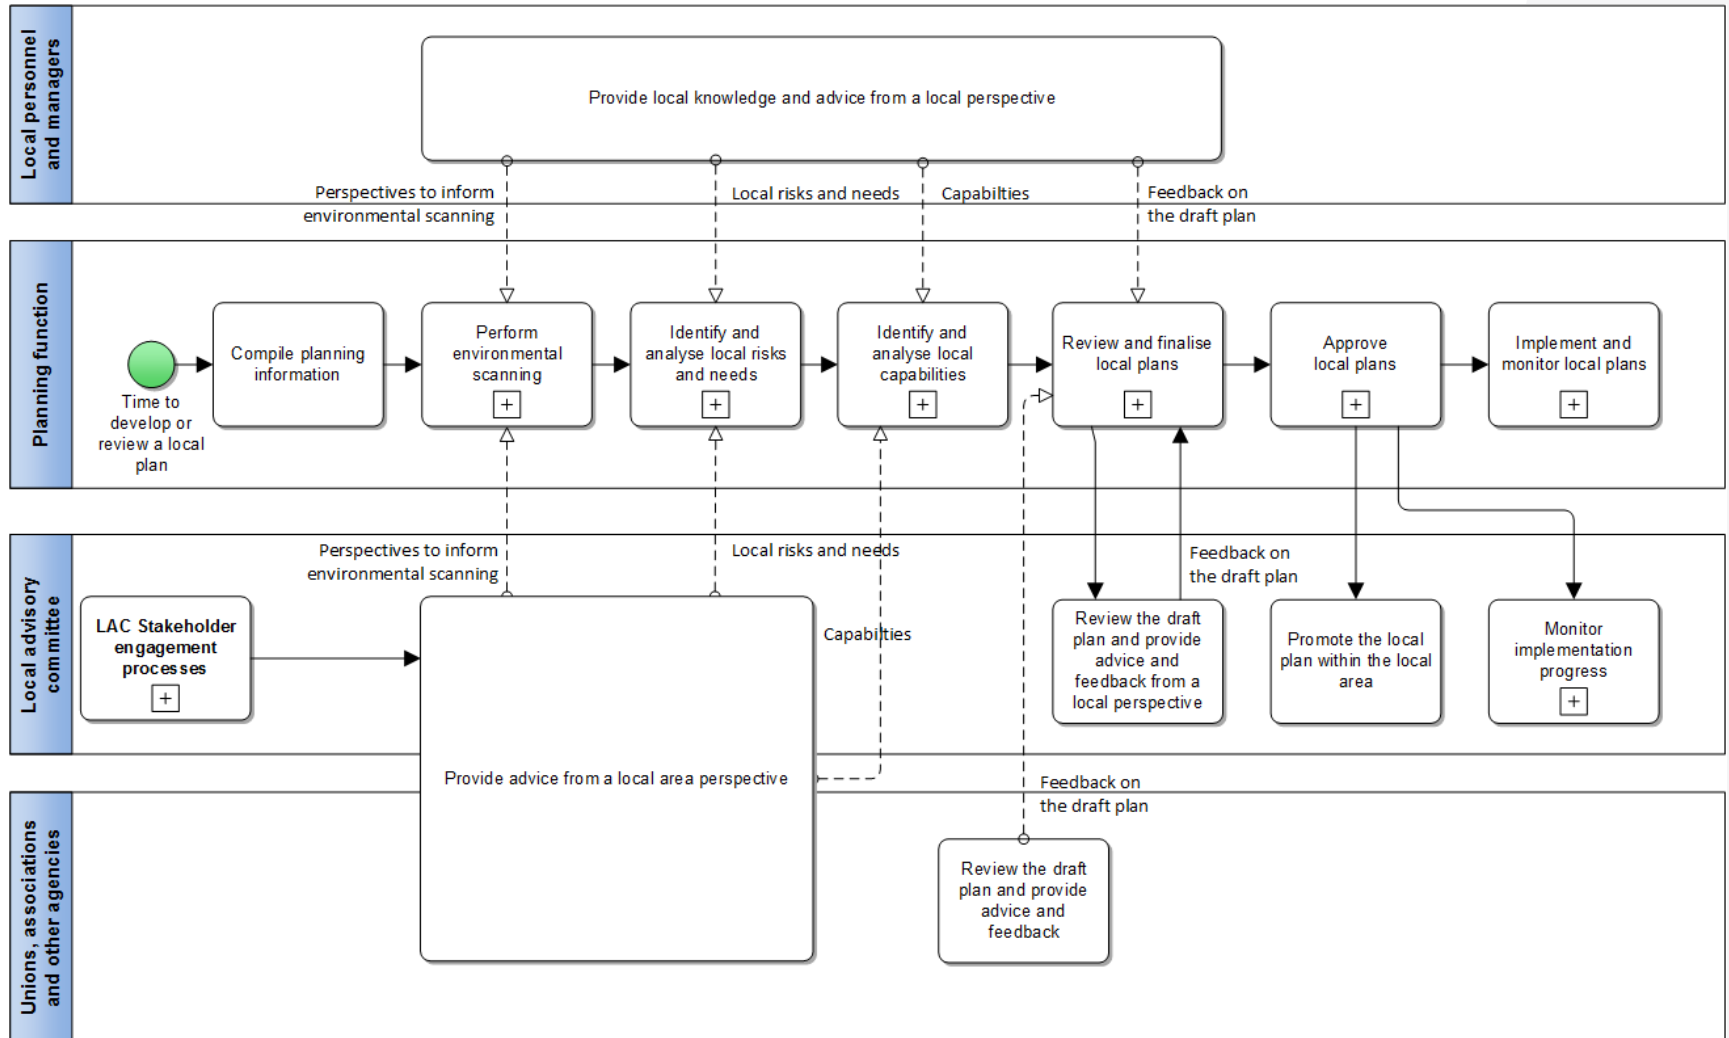 Local personnel
and managers
Provide local knowledge and advice from a local perspective
Perspectives to inform
environmental scanning
Local risks and needs
Capabilties
Feedback on
the draft plan
Planning function
Time to
develop or
review a local
plan
Compile planning
information
Perform
environmental
scanning
Identify and
analyse local risks
and needs
Identify and
analyse local
capabilities
Review and finalise
local plans
Approve
local plans
Implement and
monitor local plans
Local advisory
committee
LAC Stakeholder
engagement
processes
Perspectives to inform
environmental scanning
Local risks and needs
Capabilties
Provide advice from a local area perspective
Feedback on
the draft plan
Review the draft
plan and provide
advice and
feedback from a
local perspective
Promote the local
plan within the local
area
Monitor
implementation
progress
Unions, associations
and other agencies
Feedback on
the draft plan
Review the draft
plan and provide
advice and
feedback